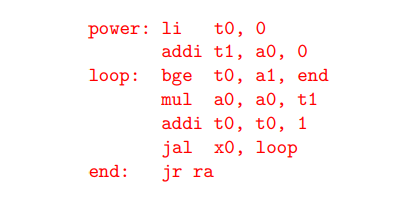 power: li t0, 0
addi t1, a0, 0
loop: bge t0, a1, end
mul a0, a0, t1
addi t0, t0, 1
jal x0, loop
end: jr ra